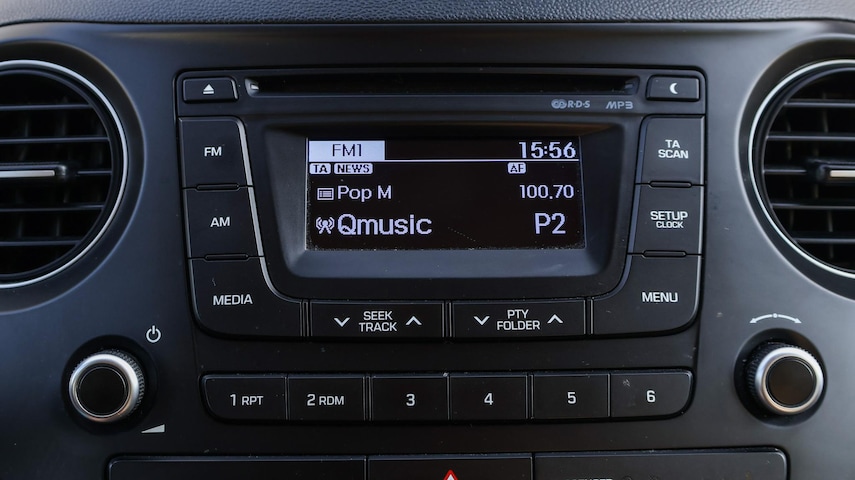 R·D·S MP3
FM
FM1 15:56
TA NEWS AF
TA
SCAN
AM
Pop M 100.70
Qmusic P2
SETUP
CLOCK
MEDIA
SEEK
TRACK
PTY
FOLDER
MENU
1 RPT
2 RDM
3
4
5
6